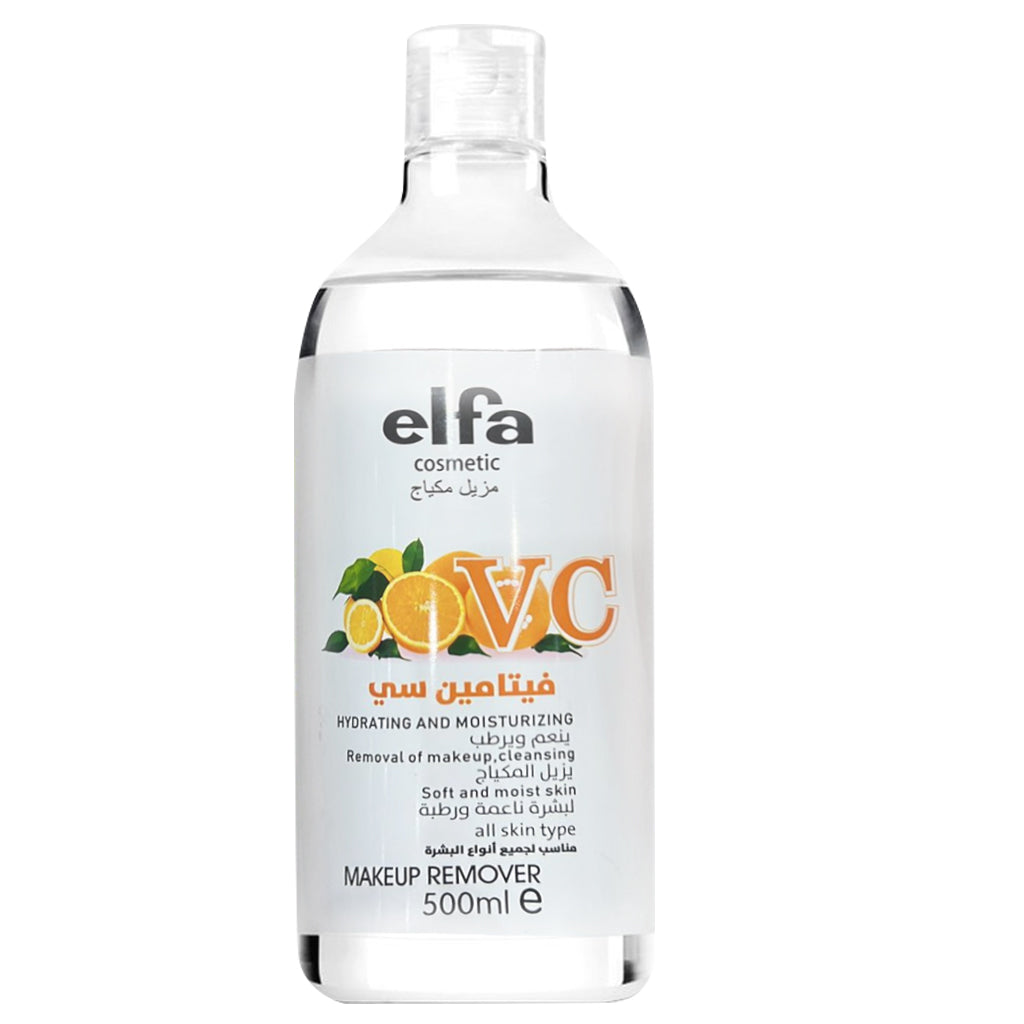 elfa
cosmetic
مزيل مكياج
VC
فيتامين سي
HYDRATING AND MOISTURIZING
ينعم ويرطب
Removal of makeup,cleansing
يزيل المكياج
Soft and moist skin
لبشرة ناعمة ورطبة
all skin type
مناسب لجميع أنواع البشرة
MAKEUP REMOVER
500ml e